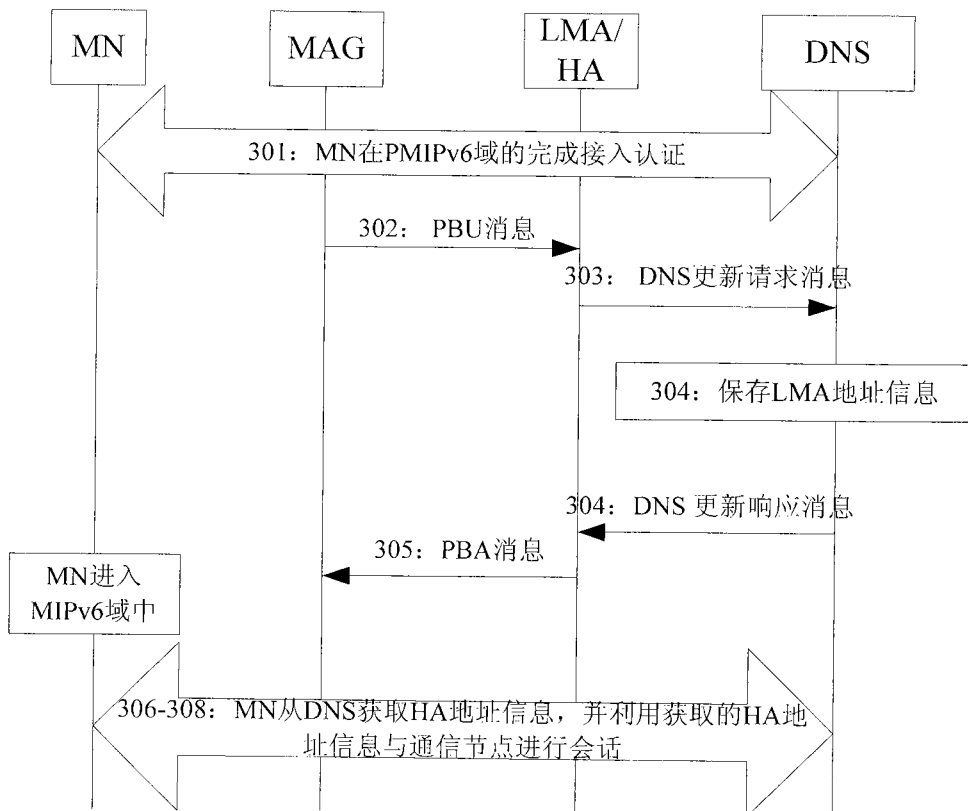 MN
MAG
LMA/
HA
DNS
301：MN在PMIPv6域的完成接入认证
302： PBU消息
303： DNS更新请求消息
304：保存LMA地址信息
304：DNS 更新响应消息
305：PBA消息
MN进入
MIPv6域中
306-308：MN从DNS获取HA地址信息，并利用获取的HA地
址信息与通信节点进行会话